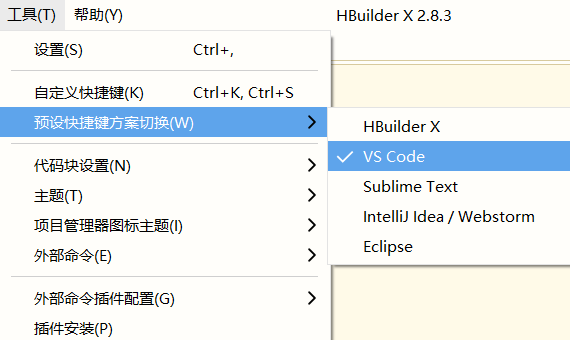 工具(T) 帮助(Y) HBuilder X 2.8.3
设置(S) Ctrl+,
自定义快捷键(K) Ctrl+K, Ctrl+S
预设快捷键方案切换(W)
HBuilder X
VS Code
Sublime Text
IntelliJ Idea / Webstorm
Eclipse
代码块设置(N)
主题(T)
项目管理器图标主题(I)
外部命令(E)
外部命令插件配置(G)
插件安装(P)